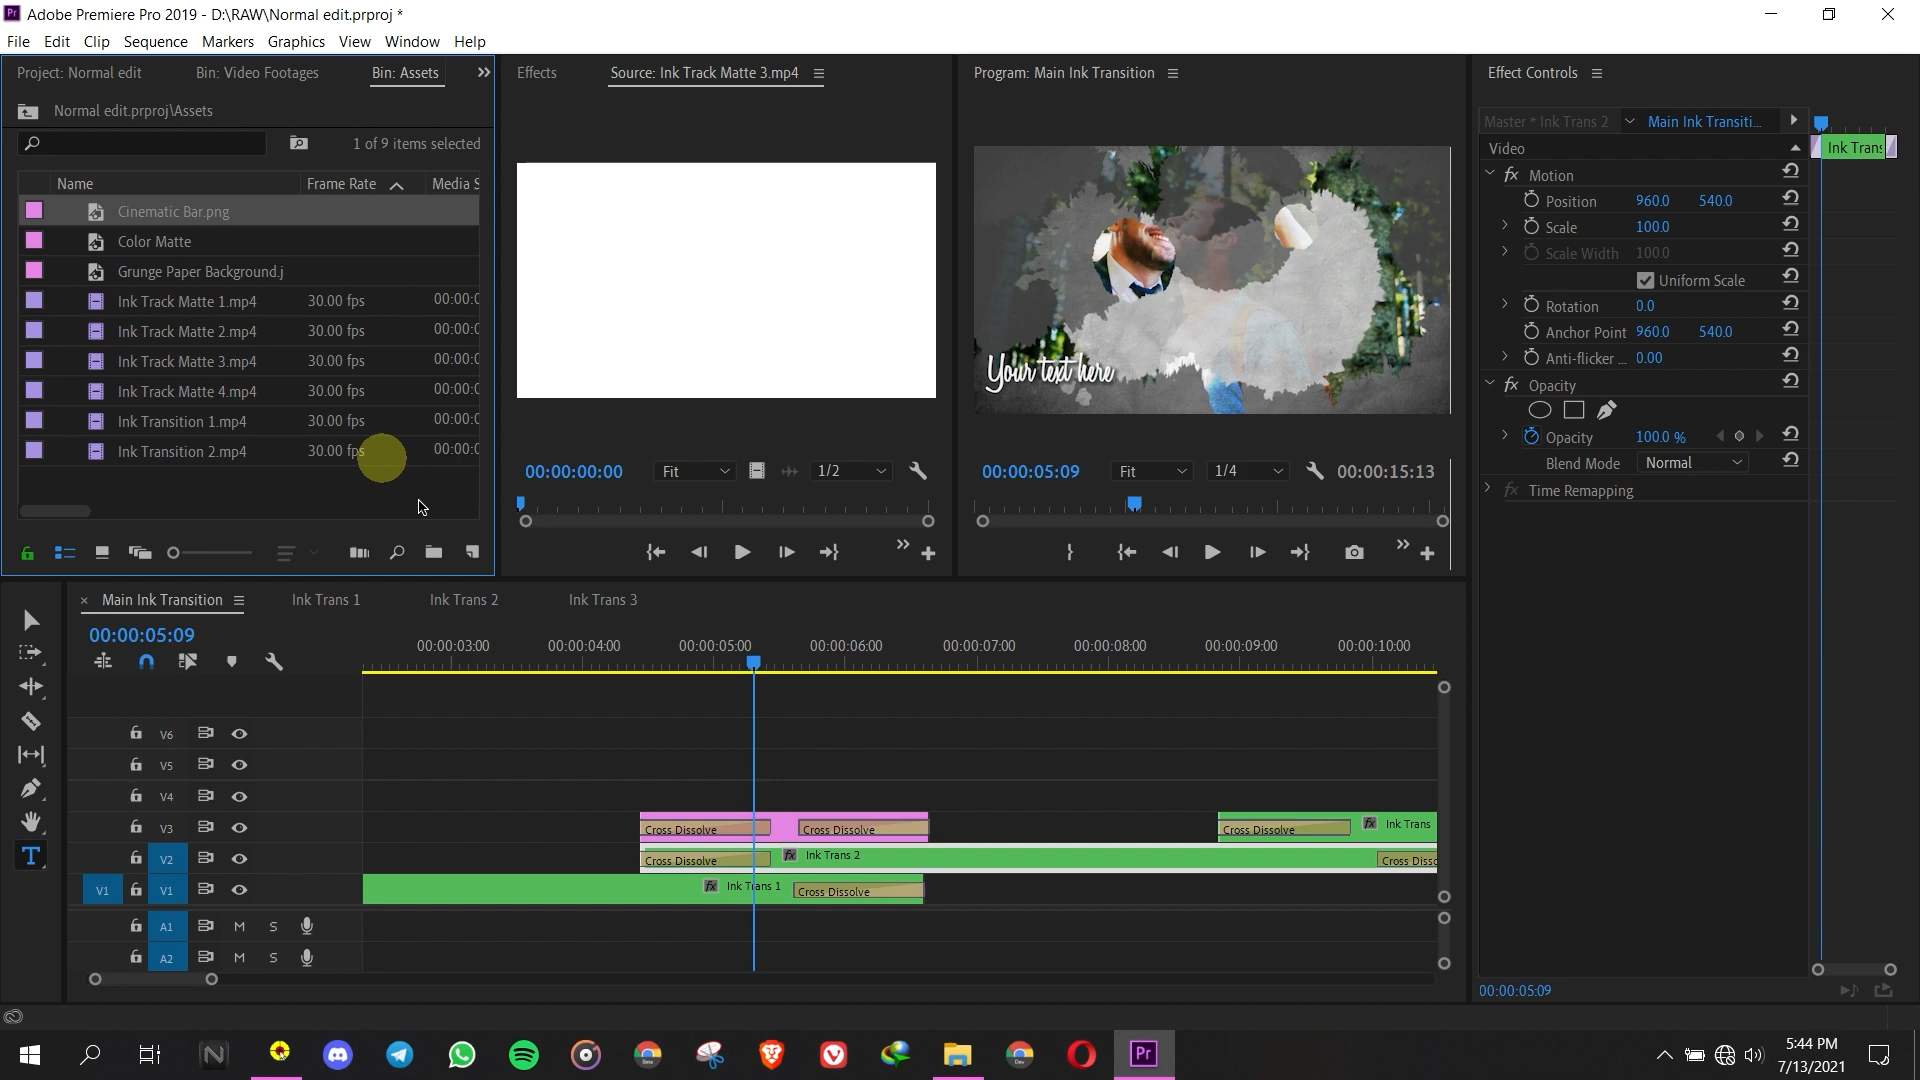 Adobe Premiere Pro 2019 - D:\RAW\Normal edit.prproj *
File Edit Clip Sequence Markers Graphics View Window Help
Project: Normal edit Bin: Video Footages Bin: Assets
Normal edit.prproj\Assets
1 of 9 items selected
Name Frame Rate Media S
Cinematic Bar.png
Color Matte
Grunge Paper Background.j
Ink Track Matte 1.mp4 30.00 fps 00:00:0
Ink Track Matte 2.mp4 30.00 fps 00:00:0
Ink Track Matte 3.mp4 30.00 fps 00:00:0
Ink Track Matte 4.mp4 30.00 fps 00:00:0
Ink Transition 1.mp4 30.00 fps 00:00:0
Ink Transition 2.mp4 30.00 fps 00:00:0
Effects Source: Ink Track Matte 3.mp4
00:00:00:00 Fit 1/2
Program: Main Ink Transition
Your text here
00:00:05:09 Fit 1/4 00:00:15:13
Effect Controls
Master * Ink Trans 2 Main Ink Transiti...
Video Ink Trans
fx Motion
Position 960.0 540.0
Scale 100.0
Scale Width 100.0
Uniform Scale
Rotation 0.0
Anchor Point 960.0 540.0
Anti-flicker ... 0.00
fx Opacity
Opacity 100.0 %
Blend Mode Normal
fx Time Remapping
00:00:05:09
× Main Ink Transition Ink Trans 1 Ink Trans 2 Ink Trans 3
00:00:05:09
00:00:03:00 00:00:04:00 00:00:05:00 00:00:06:00 00:00:07:00 00:00:08:00 00:00:09:00 00:00:10:00
V6
V5
V4
V3 Cross Dissolve Cross Dissolve Cross Dissolve fx Ink Trans
V2 Cross Dissolve fx Ink Trans 2 Cross Disso
V1 V1 fx Ink Trans 1 Cross Dissolve
A1 M S
A2 M S
T
Pr
5:44 PM
7/13/2021